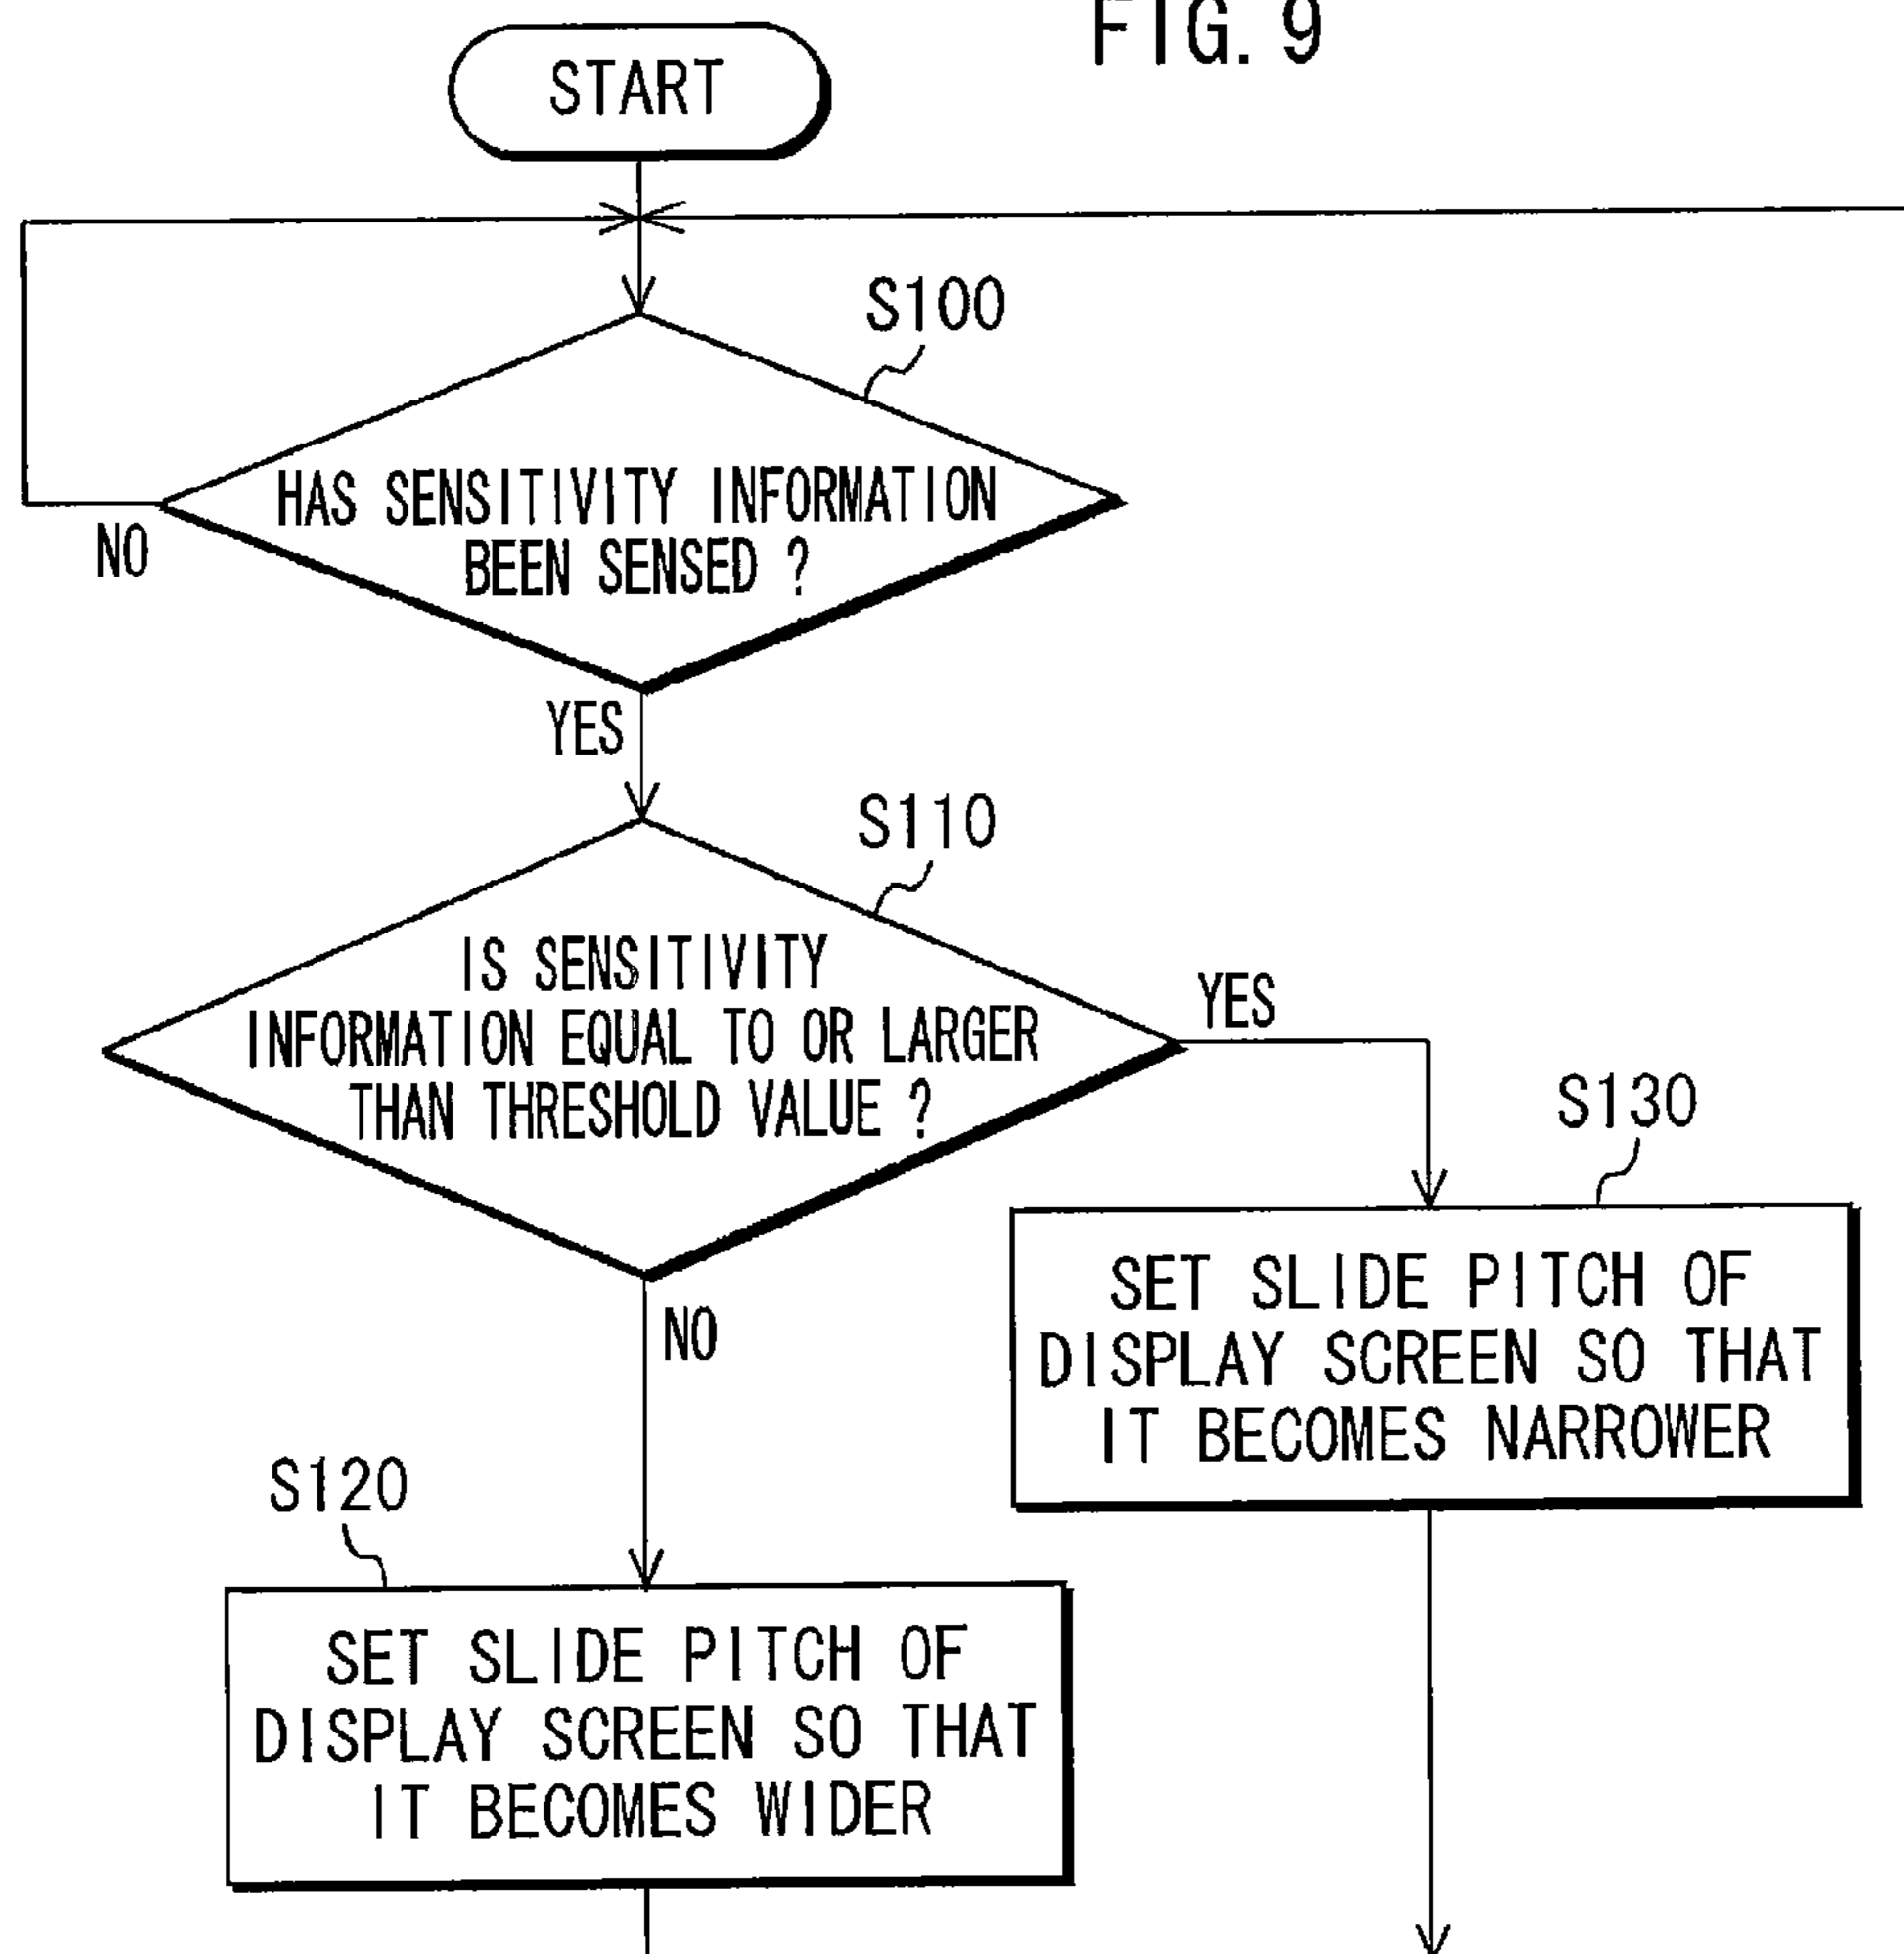 FIG. 9
START
S100
HAS SENSITIVITY INFORMATION
BEEN SENSED ?
NO
YES
S110
IS SENSITIVITY
INFORMATION EQUAL TO OR LARGER
THAN THRESHOLD VALUE ?
YES
NO
S130
SET SLIDE PITCH OF
DISPLAY SCREEN SO THAT
IT BECOMES NARROWER
S120
SET SLIDE PITCH OF
DISPLAY SCREEN SO THAT
IT BECOMES WIDER